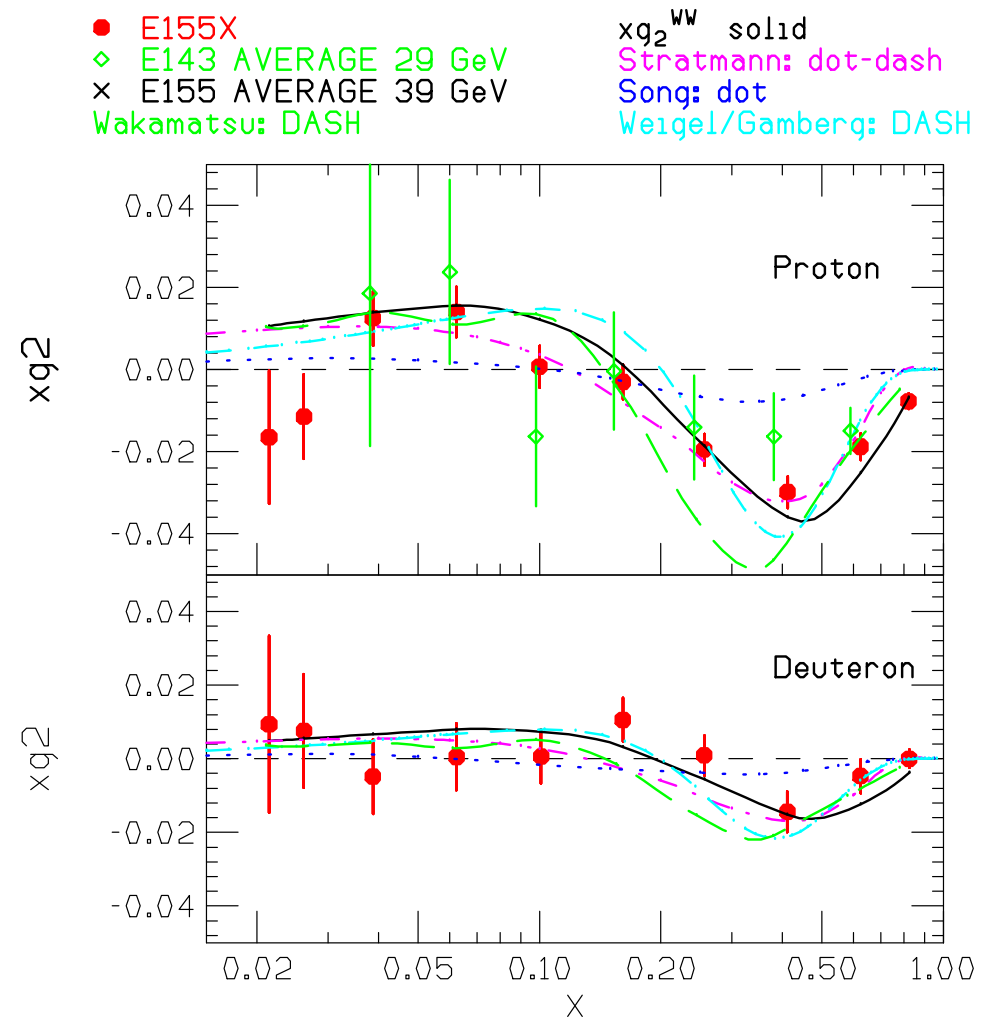 E155X
E143 AVERAGE 29 GeV
E155 AVERAGE 39 GeV
Wakamatsu: DASH
xg2WW solid
Stratmann: dot-dash
Song: dot
Weigel/Gamberg: DASH
0.04
0.02
0.00
-0.02
-0.04
xg2
Proton
0.04
0.02
0.00
-0.02
-0.04
xg2
Deuteron
0.02 0.05 0.10 0.20 0.50 1.00
X